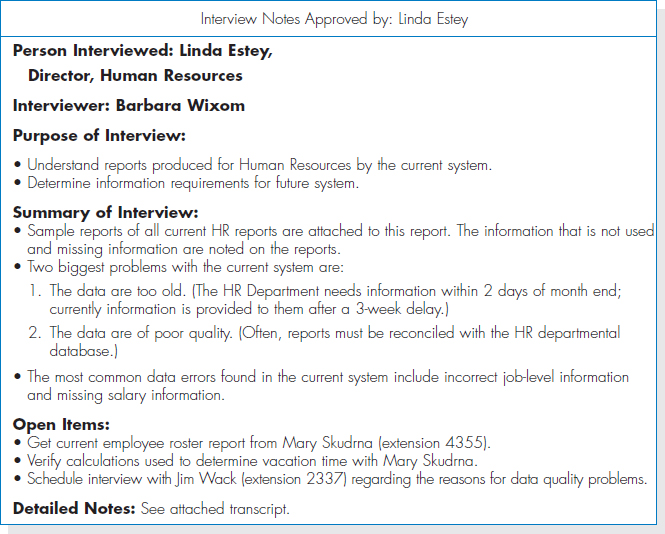 Interview Notes Approved by: Linda Estey
Person Interviewed: Linda Estey,
Director, Human Resources
Interviewer: Barbara Wixom
Purpose of Interview:
• Understand reports produced for Human Resources by the current system.
• Determine information requirements for future system.
Summary of Interview:
• Sample reports of all current HR reports are attached to this report. The information that is not used
and missing information are noted on the reports.
• Two biggest problems with the current system are:
1. The data are too old. (The HR Department needs information within 2 days of month end;
currently information is provided to them after a 3-week delay.)
2. The data are of poor quality. (Often, reports must be reconciled with the HR departmental
database.)
• The most common data errors found in the current system include incorrect job-level information
and missing salary information.
Open Items:
• Get current employee roster report from Mary Skudrna (extension 4355).
• Verify calculations used to determine vacation time with Mary Skudrna.
• Schedule interview with Jim Wack (extension 2337) regarding the reasons for data quality problems.
Detailed Notes: See attached transcript.